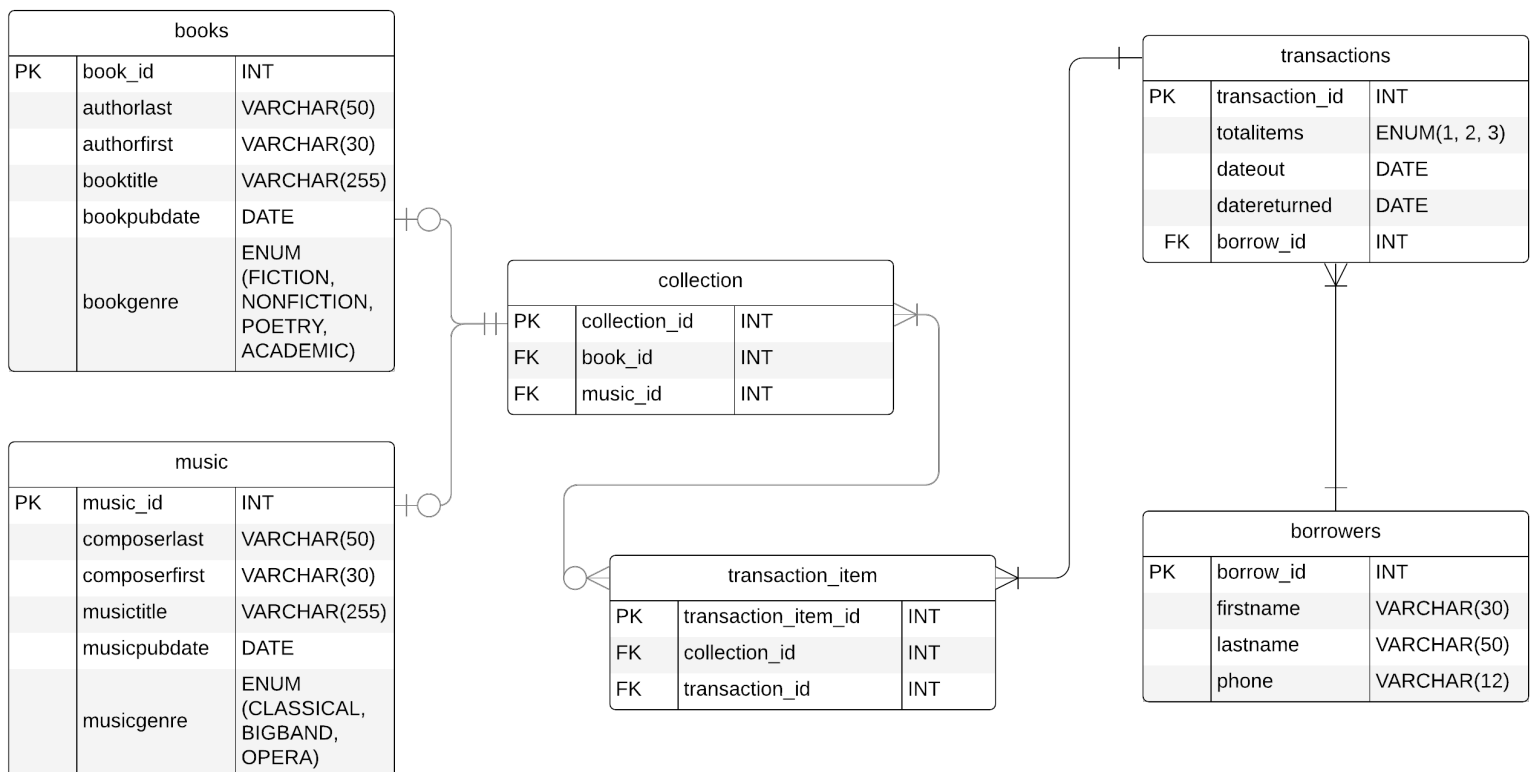 books
PK book_id INT
authorlast VARCHAR(50)
authorfirst VARCHAR(30)
booktitle VARCHAR(255)
bookpubdate DATE
bookgenre ENUM
(FICTION,
NONFICTION,
POETRY,
ACADEMIC)
music
PK music_id INT
composerlast VARCHAR(50)
composerfirst VARCHAR(30)
musictitle VARCHAR(255)
musicpubdate DATE
musicgenre ENUM
(CLASSICAL,
BIGBAND,
OPERA)
collection
PK collection_id INT
FK book_id INT
FK music_id INT
transaction_item
PK transaction_item_id INT
FK collection_id INT
FK transaction_id INT
transactions
PK transaction_id INT
totalitems ENUM(1, 2, 3)
dateout DATE
datereturned DATE
FK borrow_id INT
borrowers
PK borrow_id INT
firstname VARCHAR(30)
lastname VARCHAR(50)
phone VARCHAR(12)